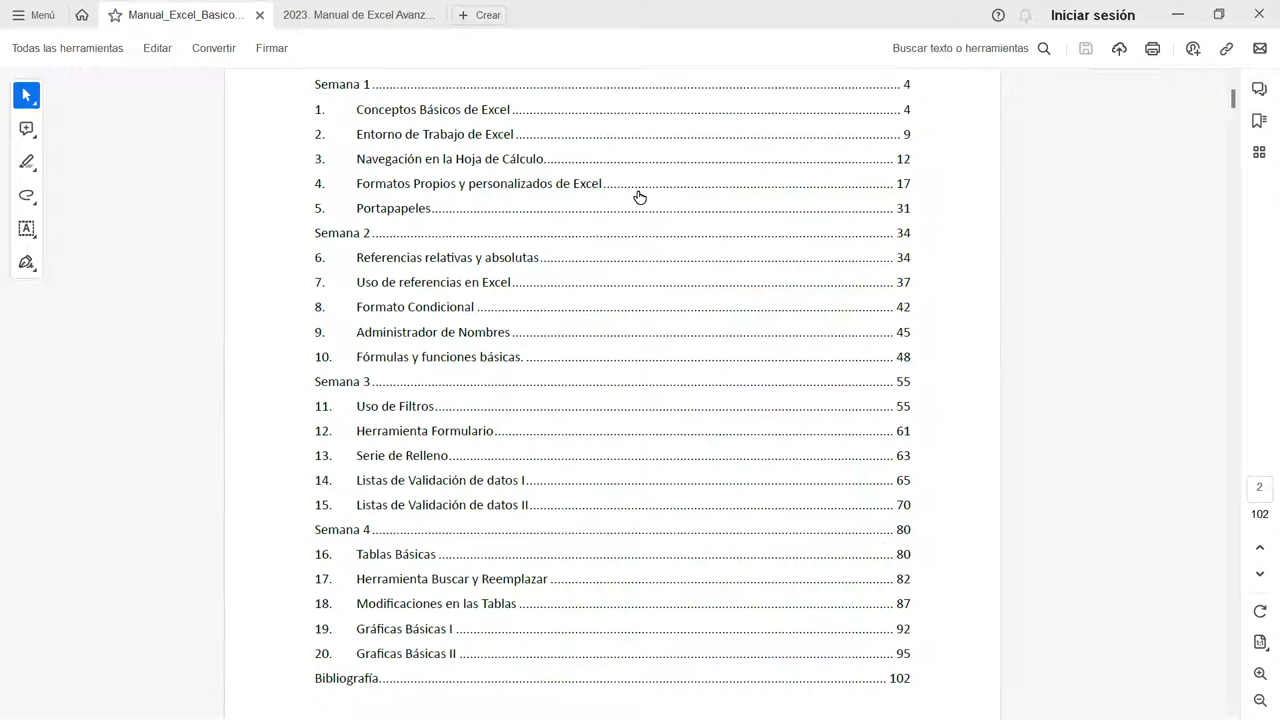 Menú
Manual_Excel_Basico...
2023. Manual de Excel Avanz...
Crear
Iniciar sesión
Todas las herramientas
Editar
Convertir
Firmar
Buscar texto o herramientas
Semana 1 4
1. Conceptos Básicos de Excel 4
2. Entorno de Trabajo de Excel 9
3. Navegación en la Hoja de Cálculo 12
4. Formatos Propios y personalizados de Excel 17
5. Portapapeles 31
Semana 2 34
6. Referencias relativas y absolutas 34
7. Uso de referencias en Excel 37
8. Formato Condicional 42
9. Administrador de Nombres 45
10. Fórmulas y funciones básicas. 48
Semana 3 55
11. Uso de Filtros 55
12. Herramienta Formulario 61
13. Serie de Relleno 63
14. Listas de Validación de datos I 65
15. Listas de Validación de datos II 70
Semana 4 80
16. Tablas Básicas 80
17. Herramienta Buscar y Reemplazar 82
18. Modificaciones en las Tablas 87
19. Gráficas Básicas I 92
20. Graficas Básicas II 95
Bibliografía 102
2
102